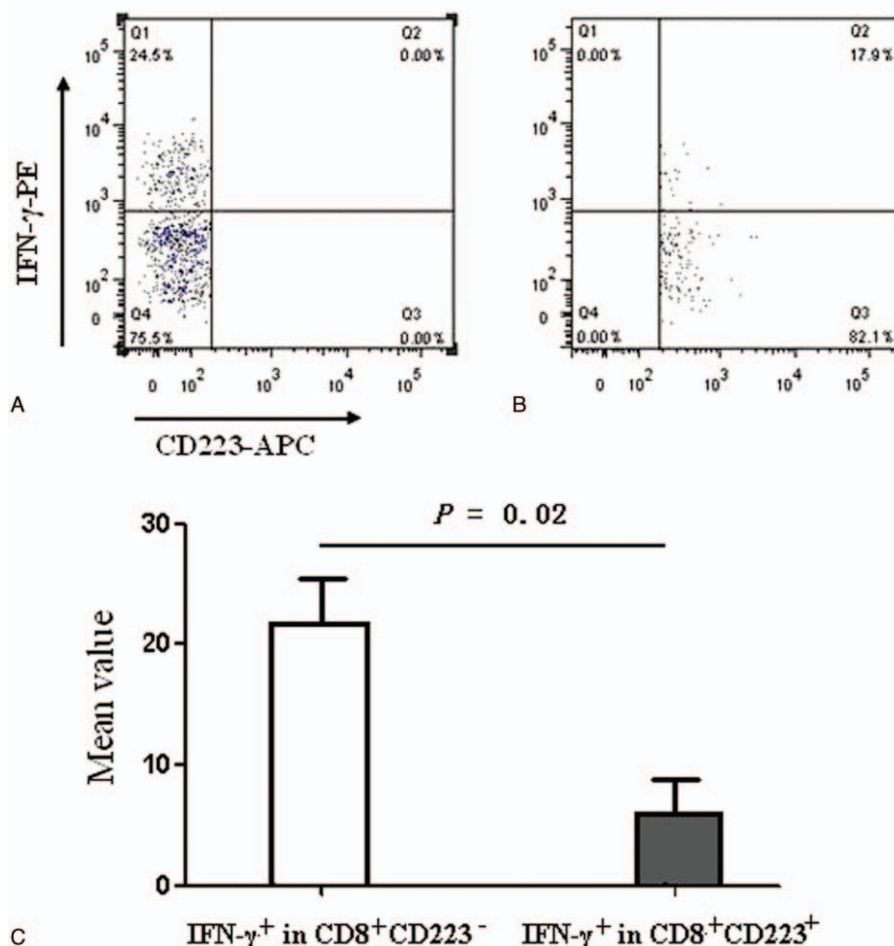 Q1
24.5%
Q2
0.00%
10^5
10^4
10^3
10^2
0
Q4
75.5%
Q3
0.00%
0 10^2 10^3 10^4 10^5
IFN-γ-PE
CD223-APC
A
Q1
0.00%
Q2
17.9%
10^5
10^4
10^3
10^2
0
Q4
0.00%
Q3
82.1%
0 10^2 10^3 10^4 10^5
B
P = 0.02
30
20
10
0
Mean value
IFN-γ⁺ in CD8⁺CD223⁻
IFN-γ⁺ in CD8⁺CD223⁺
C